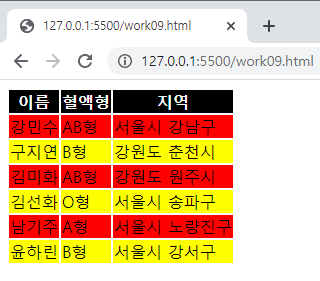 127.0.0.1:5500/work09.html
127.0.0.1:5500/work09.html
이름 혈액형 지역
강민수 AB형 서울시 강남구
구지연 B형 강원도 춘천시
김미화 AB형 강원도 원주시
김선화 O형 서울시 송파구
남기주 A형 서울시 노량진구
윤하린 B형 서울시 강서구